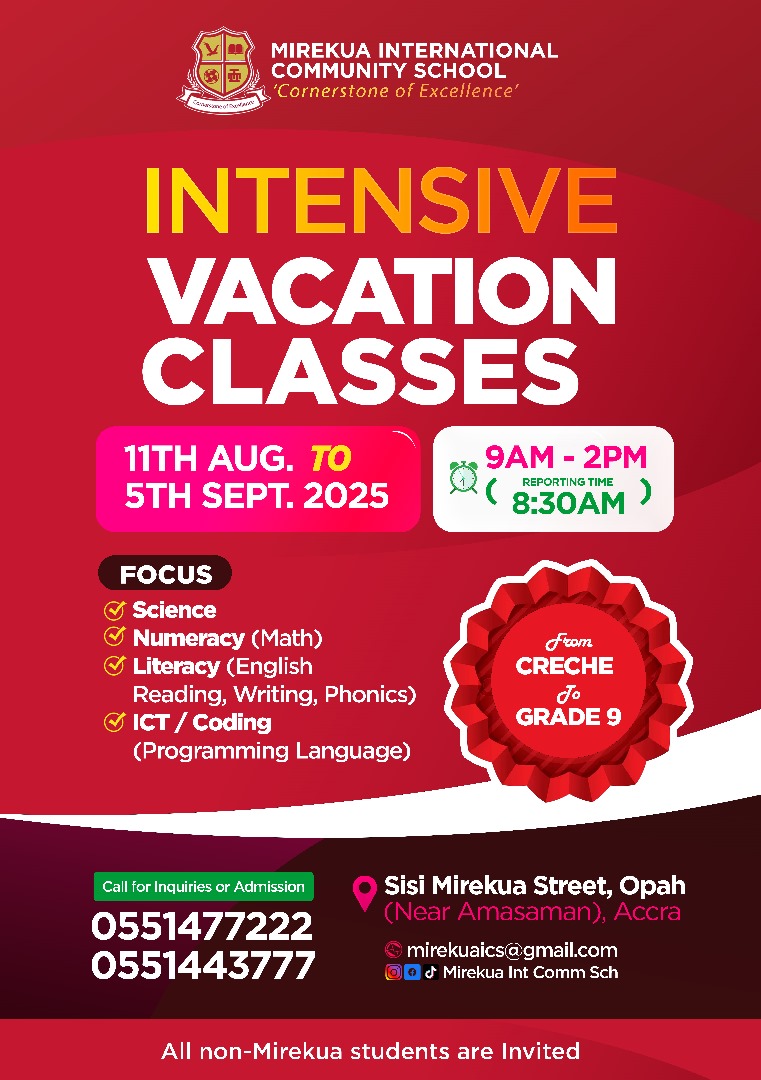 MIREKUA INTERNATIONAL
COMMUNITY SCHOOL
'Cornerstone of Excellence'
Cornerstone of Excellence
INTENSIVE
VACATION
CLASSES
11TH AUG. TO
5TH SEPT. 2025
9AM - 2PM
( REPORTING TIME
8:30AM )
FOCUS
Science
Numeracy (Math)
Literacy (English
Reading, Writing, Phonics)
ICT / Coding
(Programming Language)
From
CRECHE
To
GRADE 9
Call for Inquiries or Admission
0551477222
0551443777
Sisi Mirekua Street, Opah
(Near Amasaman), Accra
mirekuaics@gmail.com
Mirekua Int Comm Sch
All non-Mirekua students are Invited